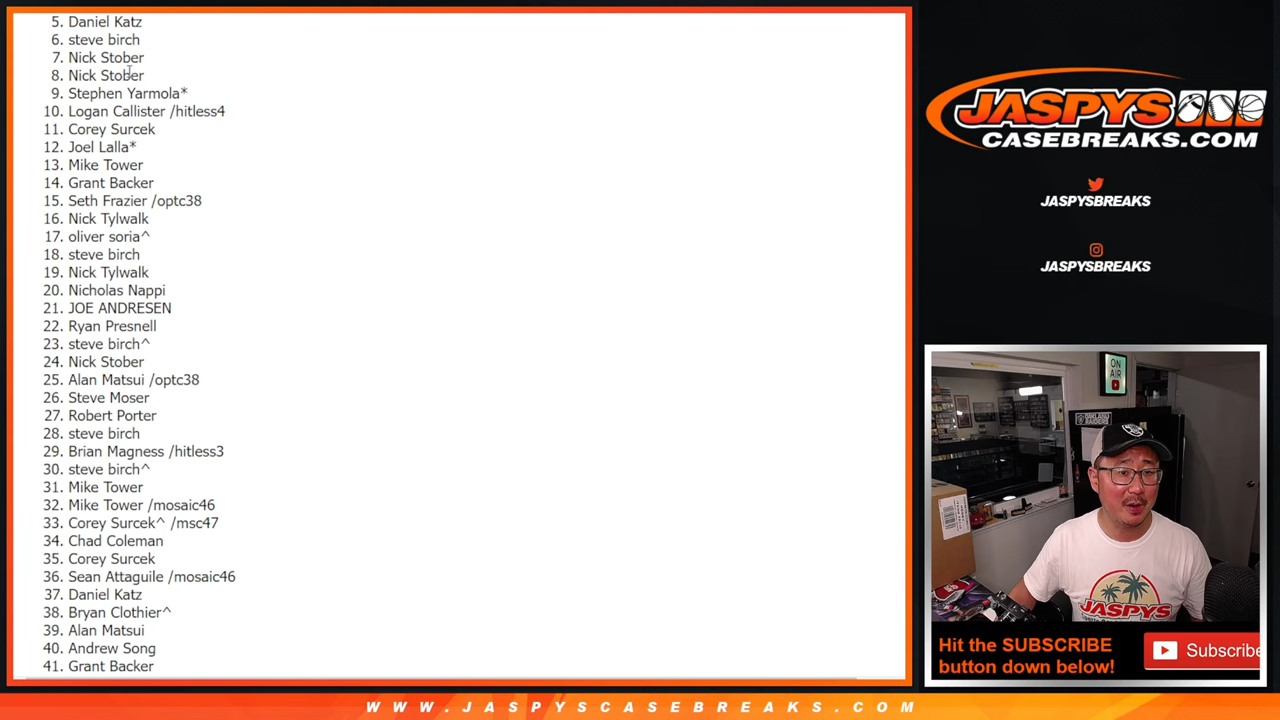 5. Daniel Katz
6. steve birch
7. Nick Stober
8. Nick Stober
9. Stephen Yarmola*
10. Logan Callister /hitless4
11. Corey Surcek
12. Joel Lalla*
13. Mike Tower
14. Grant Backer
15. Seth Frazier /optc38
16. Nick Tylwalk
17. oliver soria^
18. steve birch
19. Nick Tylwalk
20. Nicholas Nappi
21. JOE ANDRESEN
22. Ryan Presnell
23. steve birch^
24. Nick Stober
25. Alan Matsui /optc38
26. Steve Moser
27. Robert Porter
28. steve birch
29. Brian Magness /hitless3
30. steve birch^
31. Mike Tower
32. Mike Tower /mosaic46
33. Corey Surcek^ /msc47
34. Chad Coleman
35. Corey Surcek
36. Sean Attaguile /mosaic46
37. Daniel Katz
38. Bryan Clothier^
39. Alan Matsui
40. Andrew Song
41. Grant Backer
JASPYS
CASEBREAKS.COM
JASPYSBREAKS
JASPYSBREAKS
ON
AIR
JASPYS
Hit the SUBSCRIBE
button down below!
Subscribe
WWW.JASPYSCASEBREAKS.COM